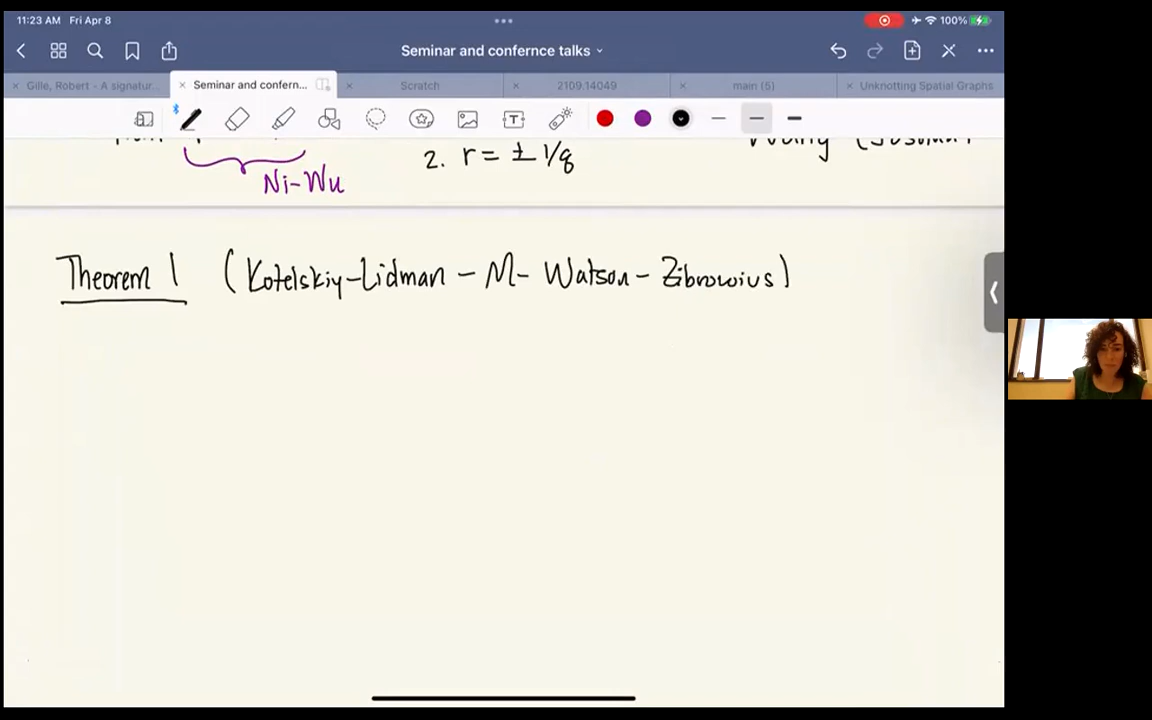 11:23 AM Fri Apr 8
100%
Seminar and confernce talks
Gille, Robert - A signatur...
Seminar and confern...
Scratch
2109.14049
main (5)
Unknotting Spatial Graphs
2. r = ± 1/q
Ni-Wu
Theorem 1 (Kotelskiy-Lidman - M - Watson - Zibrowius)